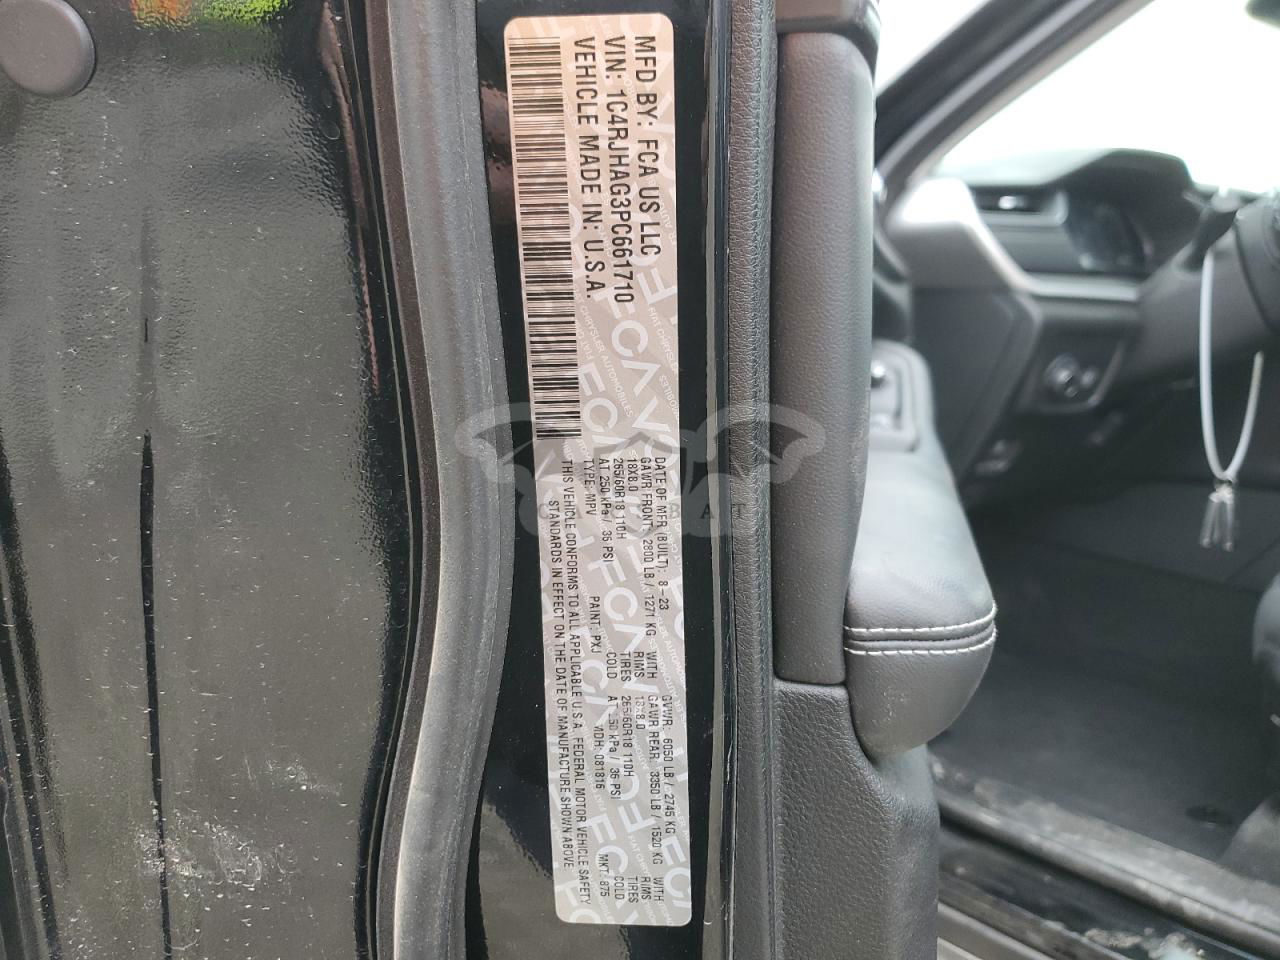 MFD BY: FCA US LLC
VIN: 1C4RJHAG3PC661710
VEHICLE MADE IN: U.S.A.
DATE OF MFR (BUILT): 8-23 GVWR: 6050 LB / 2745 KG
GAWR FRONT: 2800 LB / 1271 KG WITH GAWR REAR: 3350 LB / 1520 KG WITH
18X8.0 RIMS 18X8.0 RIMS
265/60R18 110H TIRES 265/60R18 110H TIRES
AT 250 kPa / 36 PSI COLD AT 250 kPa / 36 PSI COLD
TYPE: MPV PAINT: PXJ MDH: 081816 MKT: 875
THIS VEHICLE CONFORMS TO ALL APPLICABLE U.S.A. FEDERAL MOTOR VEHICLE SAFETY
STANDARDS IN EFFECT ON THE DATE OF MANUFACTURE SHOWN ABOVE